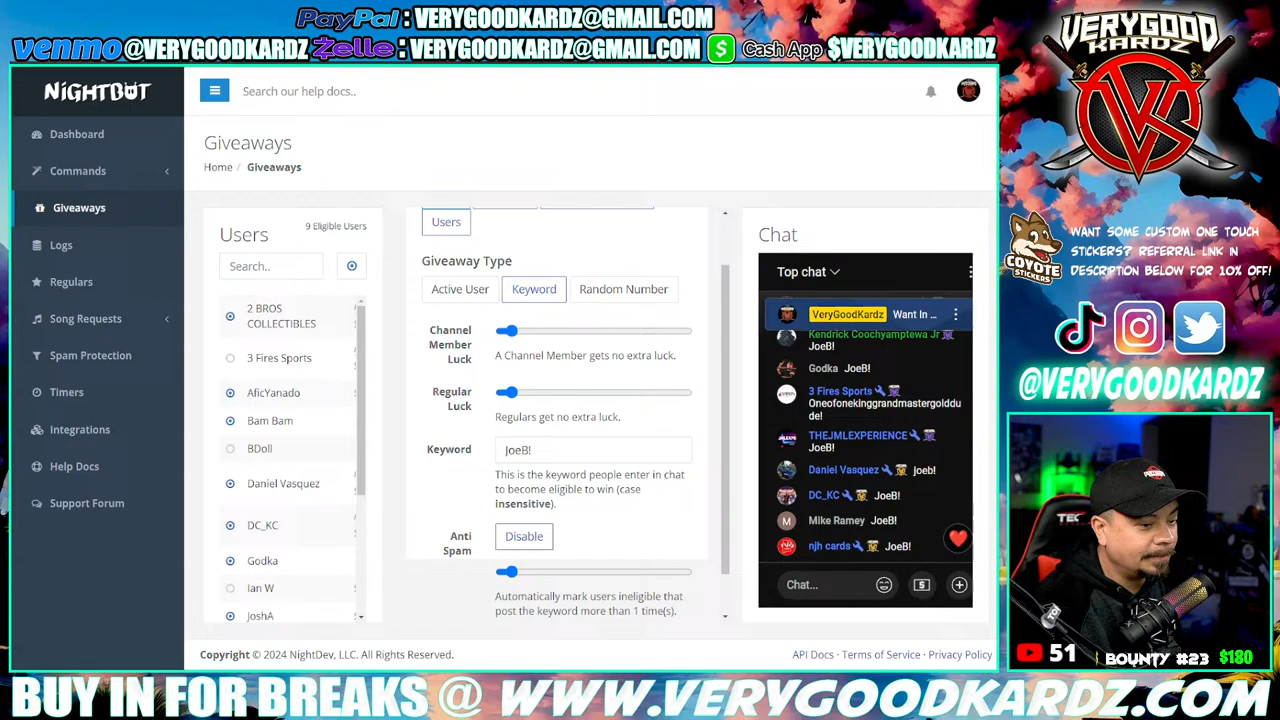 PayPal : VERYGOODKARDZ@GMAIL.COM
venmo @VERYGOODKARDZ Zelle : VERYGOODKARDZ@GMAIL.COM $ Cash App $VERYGOODKARDZ
VERYGOOD
KARDZ
VK
NIGHTBOT
Search our help docs..
Dashboard
Commands
Giveaways
Logs
Regulars
Song Requests
Spam Protection
Timers
Integrations
Help Docs
Support Forum
Giveaways
Home / Giveaways
Users
9 Eligible Users
Search..
2 BROS
COLLECTIBLES
3 Fires Sports
AficYanado
Bam Bam
BDoll
Daniel Vasquez
DC_KC
Godka
Ian W
JoshA
Users
Giveaway Type
Active User Keyword Random Number
Channel
Member
Luck
A Channel Member gets no extra luck.
Regular
Luck
Regulars get no extra luck.
Keyword
JoeB!
This is the keyword people enter in chat
to become eligible to win (case
insensitive).
Anti
Spam
Disable
Automatically mark users ineligible that
post the keyword more than 1 time(s).
Chat
Top chat
VeryGoodKardz Want In ...
Kendrick Coochyamptewa Jr
JoeB!
Godka JoeB!
3 Fires Sports
Oneofonekinggrandmastergolddu
de!
THEJMLEXPERIENCE
JoeB!
Daniel Vasquez Joeb!
DC_KC JoeB!
M Mike Ramey JoeB!
njh cards JoeB!
Chat...
Copyright © 2024 NightDev, LLC. All Rights Reserved.
API Docs - Terms of Service - Privacy Policy
COYOTE
STICKERS
WANT SOME CUSTOM ONE TOUCH
STICKERS? REFERRAL LINK IN
DESCRIPTION BELOW FOR 10% OFF!
@VERYGOODKARDZ
51
BOUNTY #23 $180
BUY IN FOR BREAKS @ WWW.VERYGOODKARDZ.COM